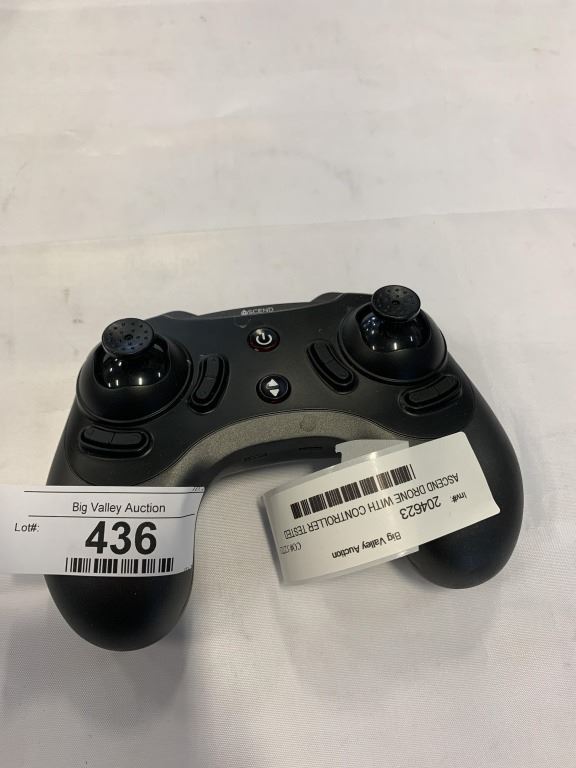 ASCEND
Big Valley Auction
Lot#:
436
Inv#:
204623
ASCEND DRONE WITH CONTROLLER TESTED
Big Valley Auction